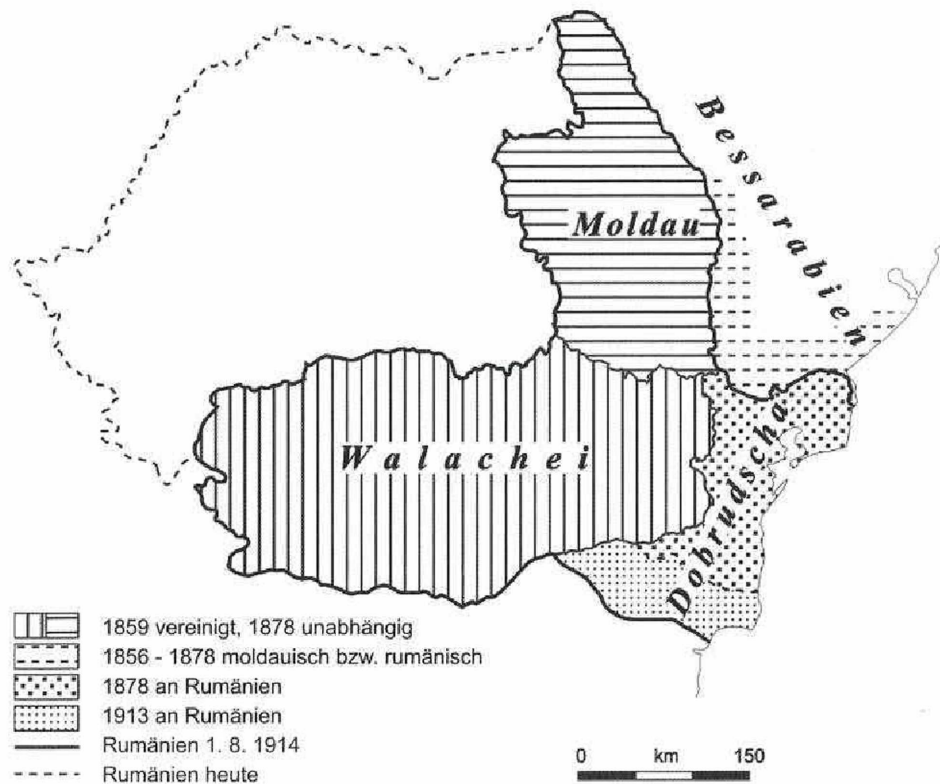 Bessarabien
Moldau
Walachei
Dobrudscha
1859 vereinigt, 1878 unabhängig
1856 - 1878 moldauisch bzw. rumänisch
1878 an Rumänien
1913 an Rumänien
Rumänien 1. 8. 1914
Rumänien heute
0 km 150